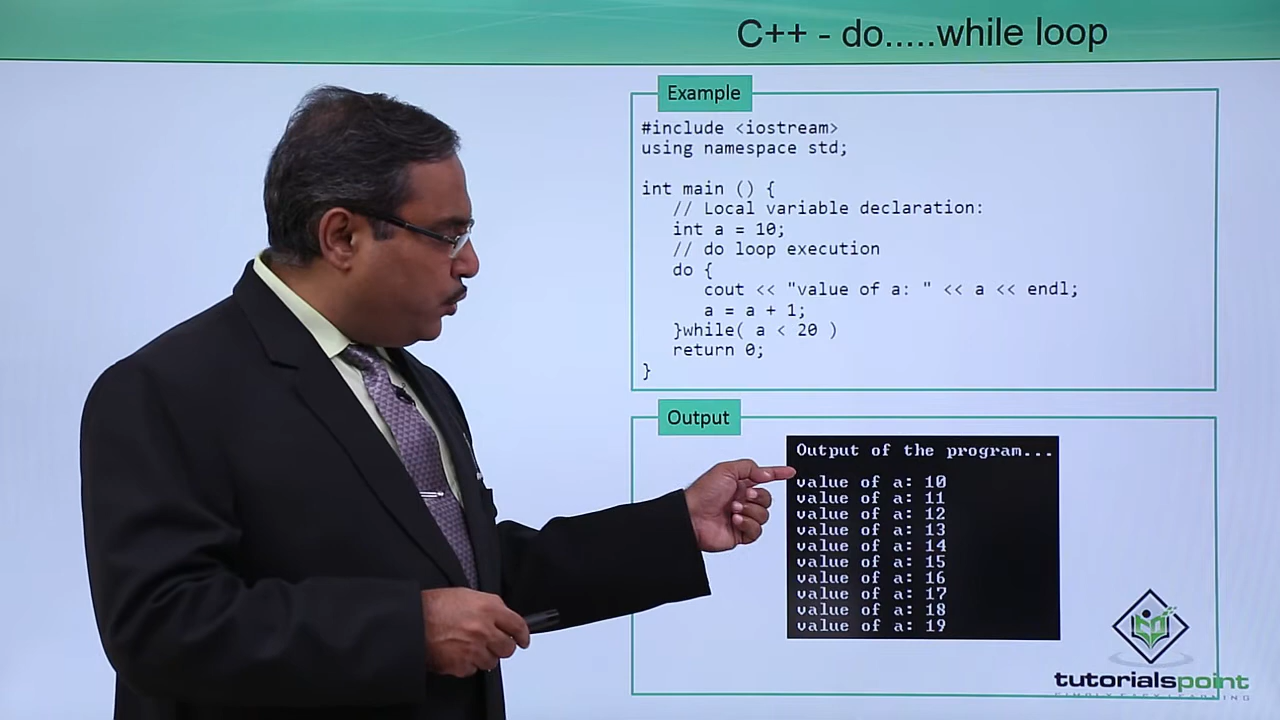 C++ - do.....while loop
Example
#include <iostream>
using namespace std;
int main () {
// Local variable declaration:
int a = 10;
// do loop execution
do {
cout << "value of a: " << a << endl;
a = a + 1;
}while( a < 20 )
return 0;
}
Output
Output of the program...
value of a: 10
value of a: 11
value of a: 12
value of a: 13
value of a: 14
value of a: 15
value of a: 16
value of a: 17
value of a: 18
value of a: 19
tutorialspoint
SIMPLY EASY LEARNING